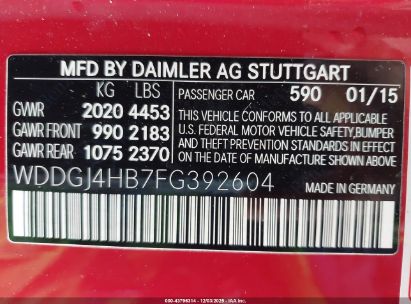 MFD BY DAIMLER AG STUTTGART
KG LBS
GVWR 2020 4453
GAWR FRONT 990 2183
GAWR REAR 1075 2370
PASSENGER CAR 590 01/15
THIS VEHICLE CONFORMS TO ALL APPLICABLE
U.S. FEDERAL MOTOR VEHICLE SAFETY,BUMPER
AND THEFT PREVENTION STANDARDS IN EFFECT
ON THE DATE OF MANUFACTURE SHOWN ABOVE.
WDDGJ4HB7FG392604
MADE IN GERMANY